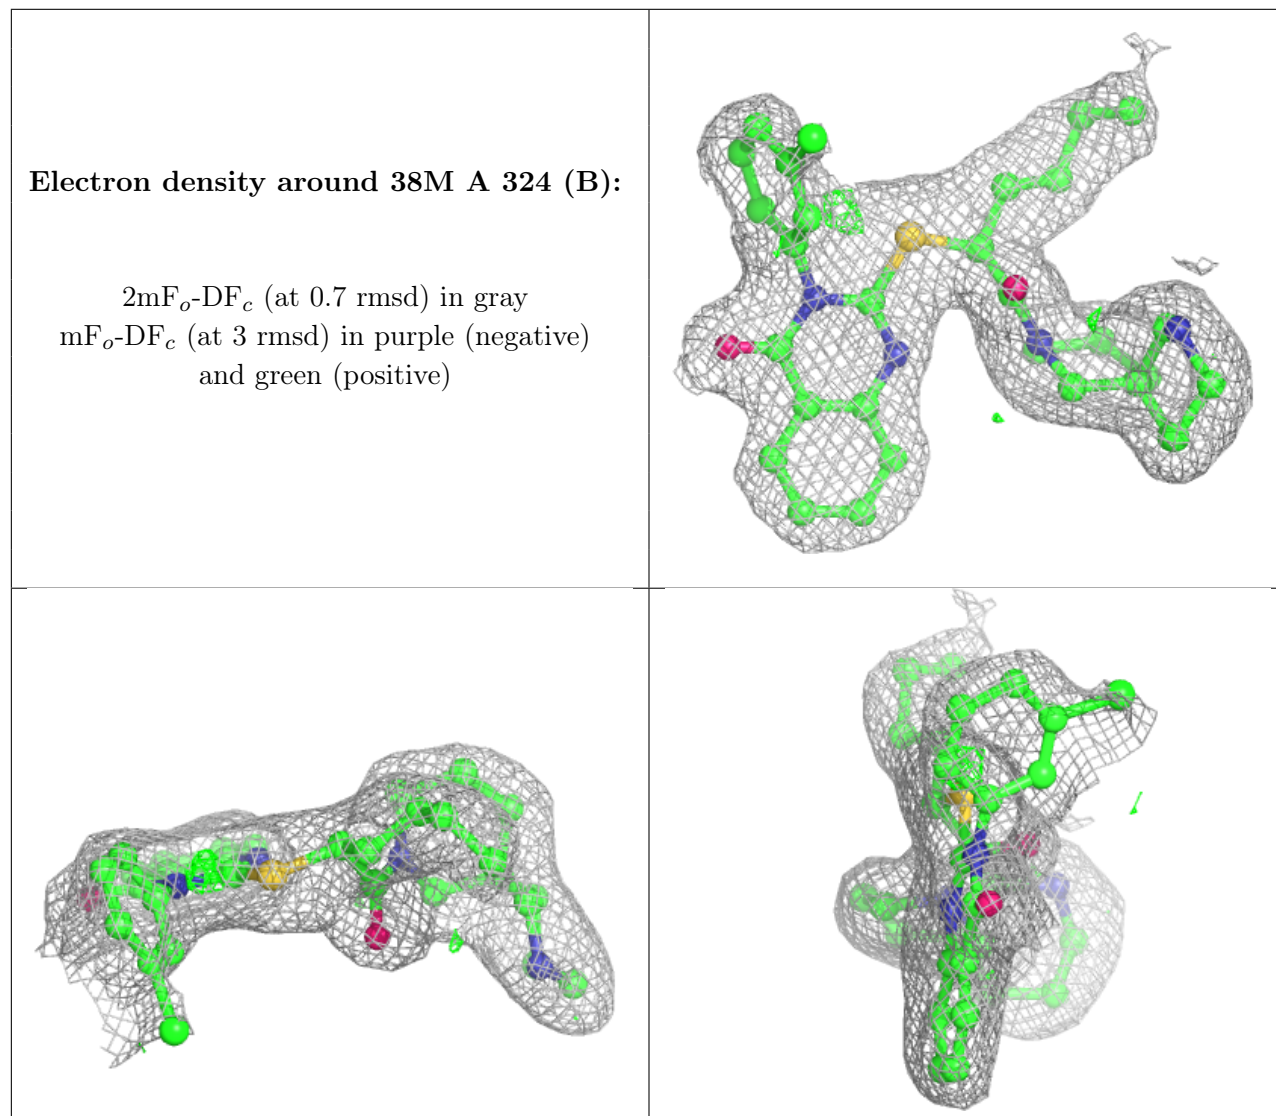 Electron density around 38M A 324 (B):
2mFₒ-DF𝑐 (at 0.7 rmsd) in gray
mFₒ-DF𝑐 (at 3 rmsd) in purple (negative)
and green (positive)